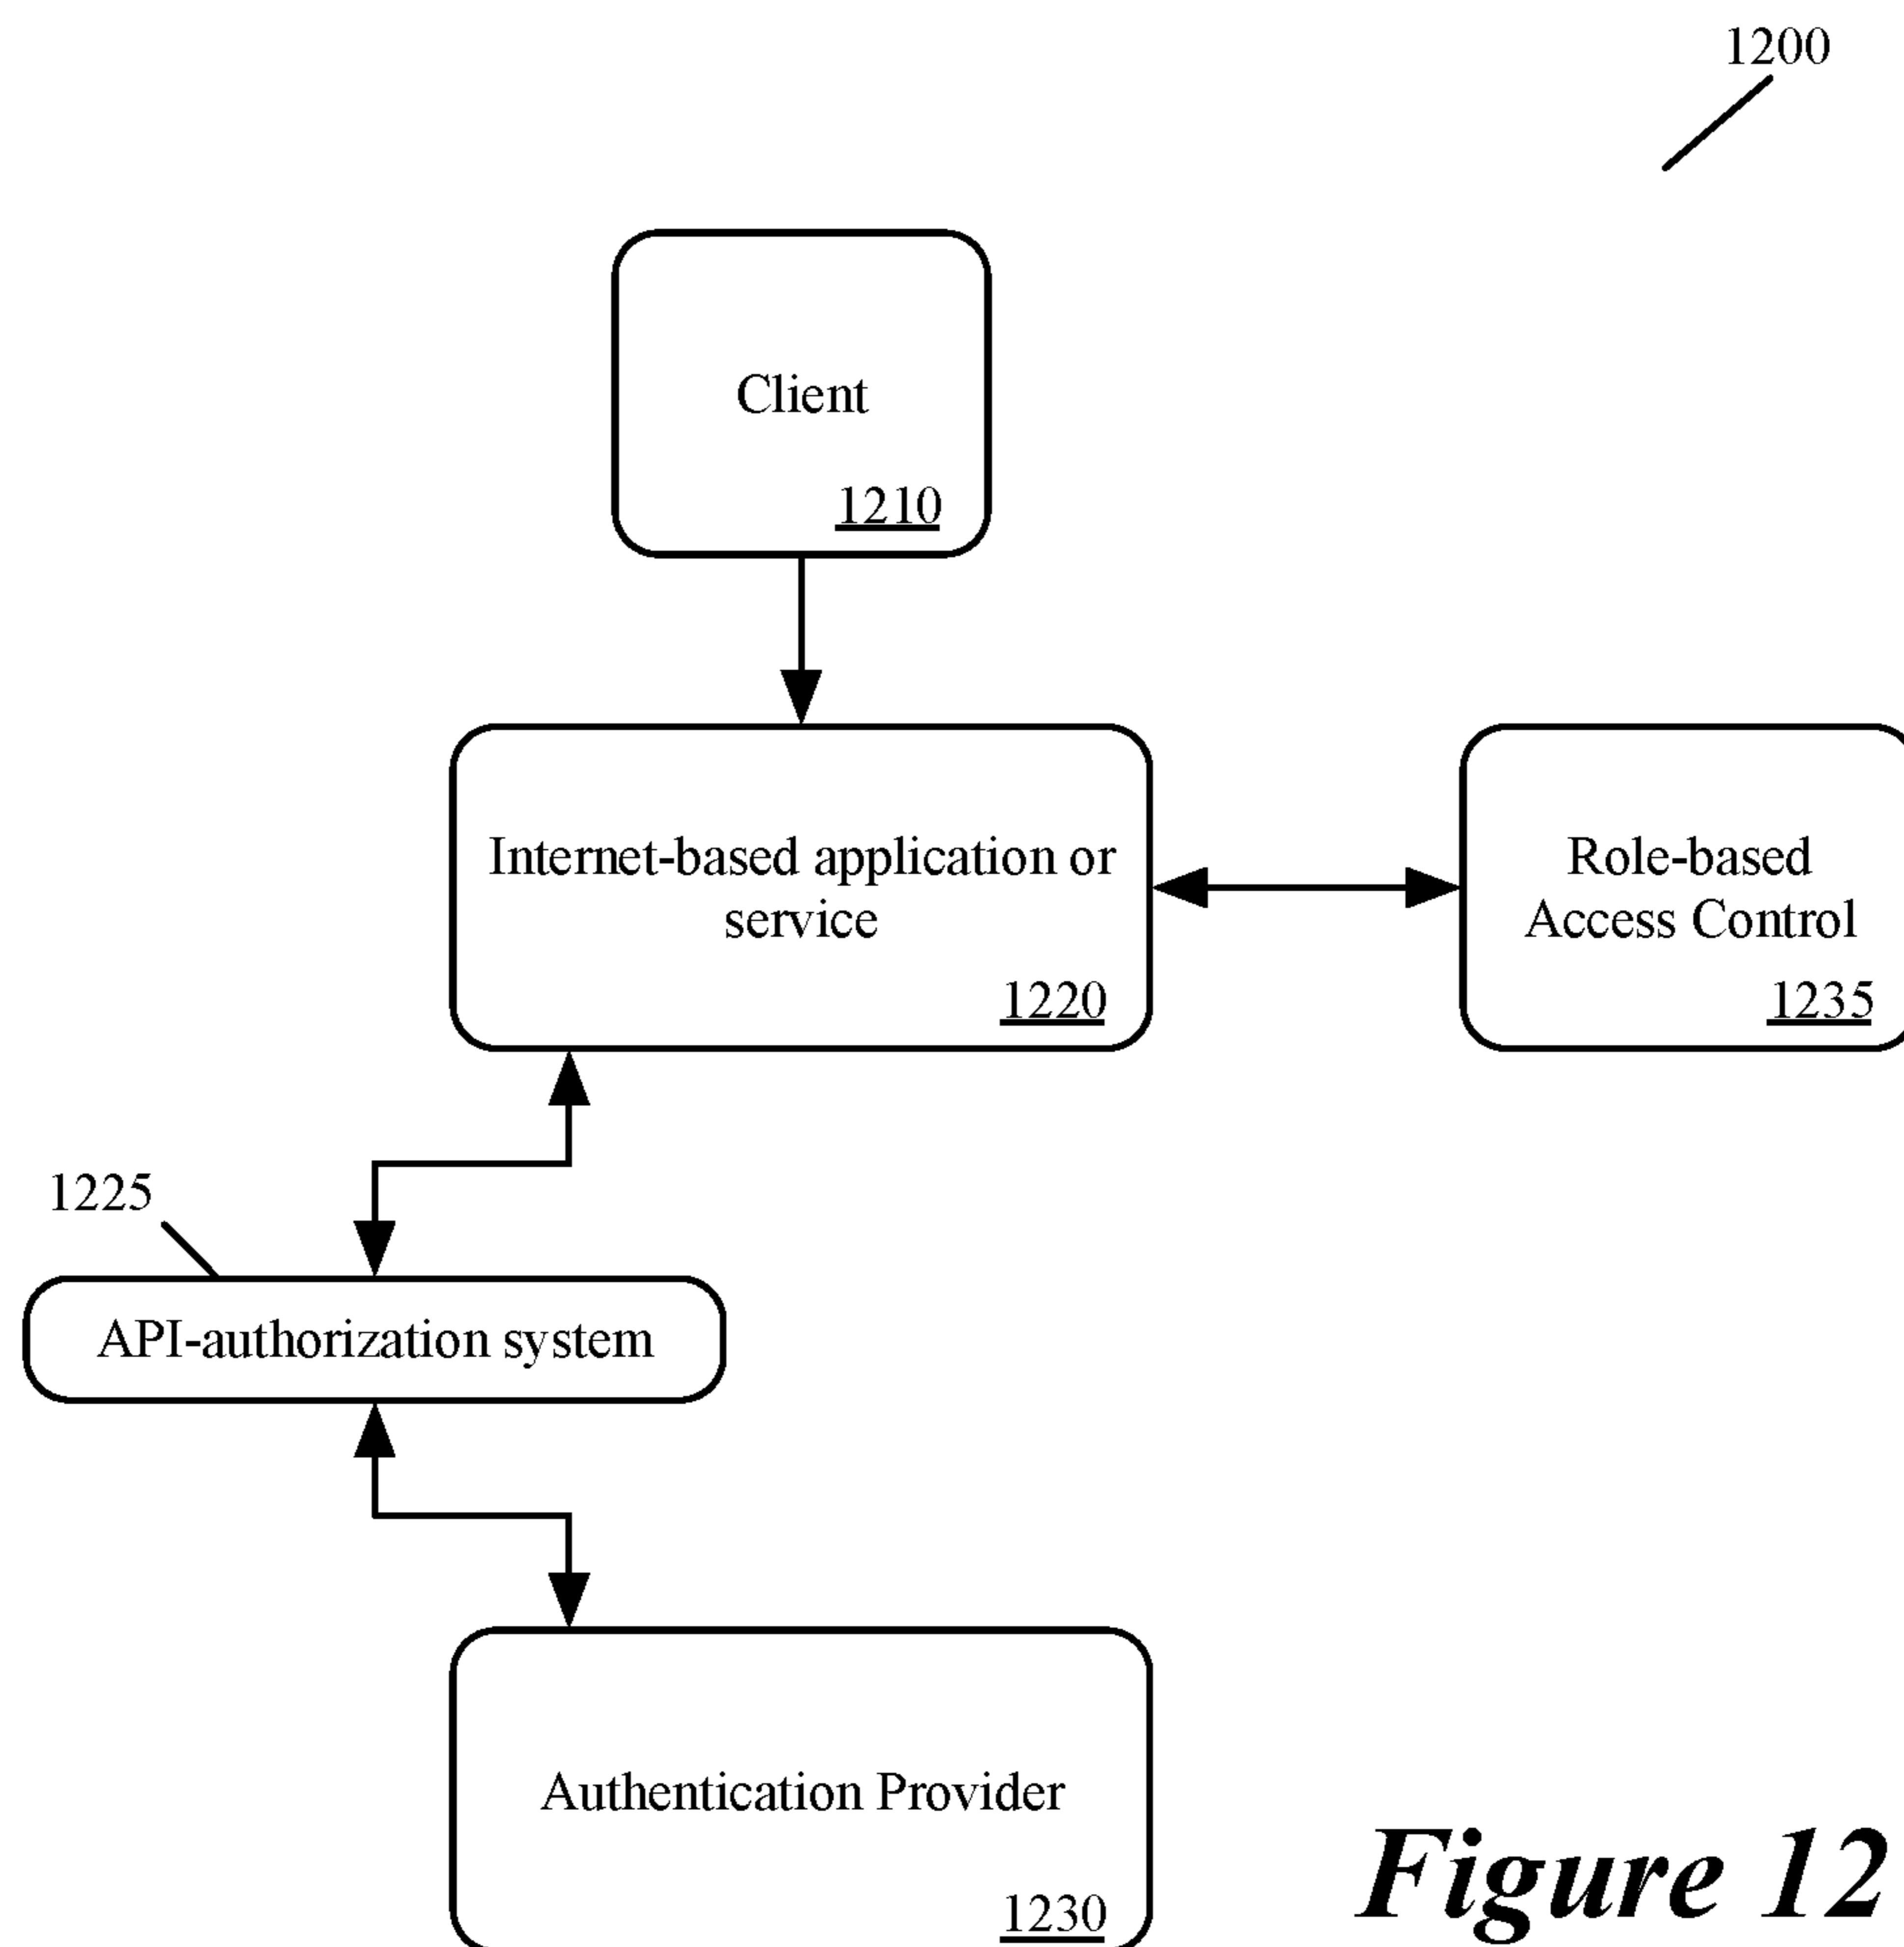 1200
Client
1210
Internet-based application or
service
1220
Role-based
Access Control
1235
1225
API-authorization system
Authentication Provider
1230
Figure 12